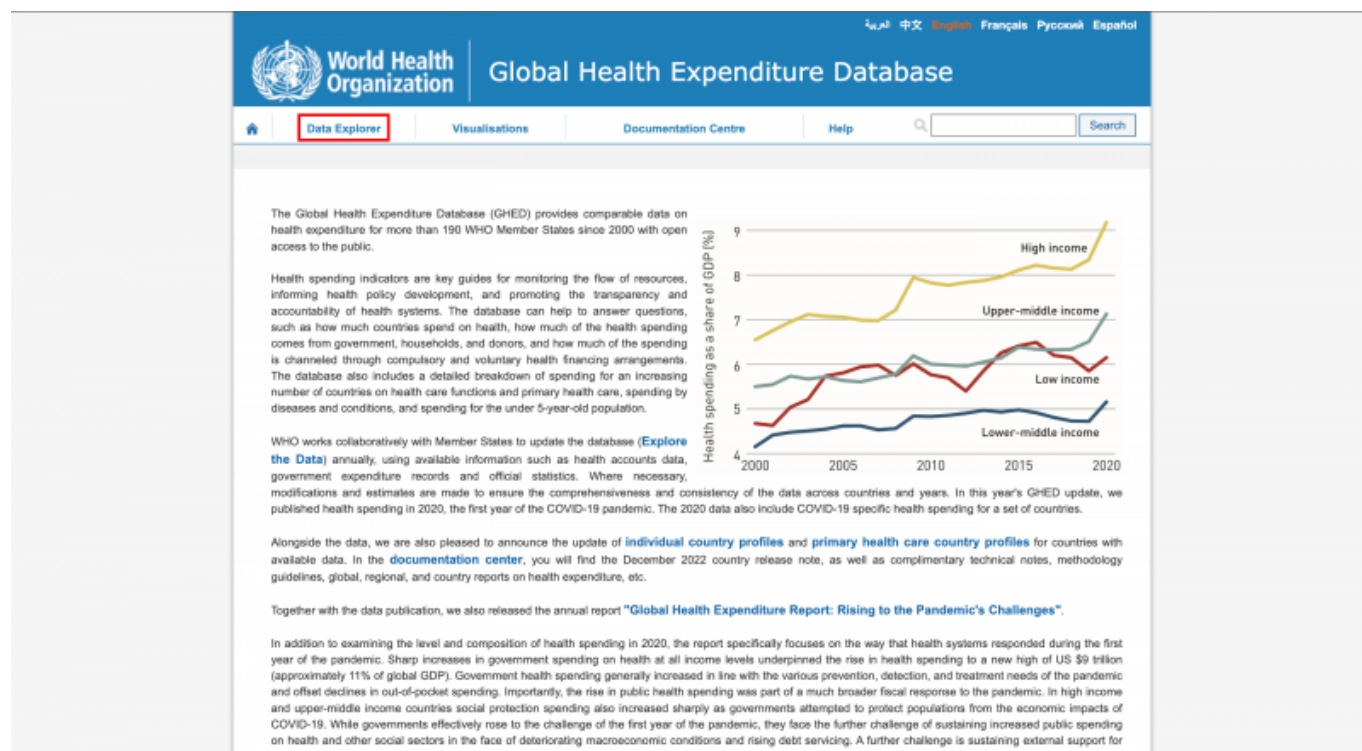 العربية 中文 English Français Русский Español
World Health
Organization
Global Health Expenditure Database
Data Explorer Visualisations Documentation Centre Help Search
The Global Health Expenditure Database (GHED) provides comparable data on
health expenditure for more than 190 WHO Member States since 2000 with open
access to the public.
Health spending indicators are key guides for monitoring the flow of resources,
informing health policy development, and promoting the transparency and
accountability of health systems. The database can help to answer questions,
such as how much countries spend on health, how much of the health spending
comes from government, households, and donors, and how much of the spending
is channeled through compulsory and voluntary health financing arrangements.
The database also includes a detailed breakdown of spending for an increasing
number of countries on health care functions and primary health care, spending by
diseases and conditions, and spending for the under 5-year-old population.
WHO works collaboratively with Member States to update the database (Explore
the Data) annually, using available information such as health accounts data,
government expenditure records and official statistics. Where necessary,
Health spending as a share of GDP (%)
9
High income
8
Upper-middle income
7
6
Low income
5
Lower-middle income
4
2000 2005 2010 2015 2020
modifications and estimates are made to ensure the comprehensiveness and consistency of the data across countries and years. In this year's GHED update, we
published health spending in 2020, the first year of the COVID-19 pandemic. The 2020 data also include COVID-19 specific health spending for a set of countries.
Alongside the data, we are also pleased to announce the update of individual country profiles and primary health care country profiles for countries with
available data. In the documentation center, you will find the December 2022 country release note, as well as complimentary technical notes, methodology
guidelines, global, regional, and country reports on health expenditure, etc.
Together with the data publication, we also released the annual report "Global Health Expenditure Report: Rising to the Pandemic's Challenges".
In addition to examining the level and composition of health spending in 2020, the report specifically focuses on the way that health systems responded during the first
year of the pandemic. Sharp increases in government spending on health at all income levels underpinned the rise in health spending to a new high of US $9 trillion
(approximately 11% of global GDP). Government health spending generally increased in line with the various prevention, detection, and treatment needs of the pandemic
and offset declines in out-of-pocket spending. Importantly, the rise in public health spending was part of a much broader fiscal response to the pandemic. In high income
and upper-middle income countries social protection spending also increased sharply as governments attempted to protect populations from the economic impacts of
COVID-19. While governments effectively rose to the challenge of the first year of the pandemic, they face the further challenge of sustaining increased public spending
on health and other social sectors in the face of deteriorating macroeconomic conditions and rising debt servicing. A further challenge is sustaining external support for